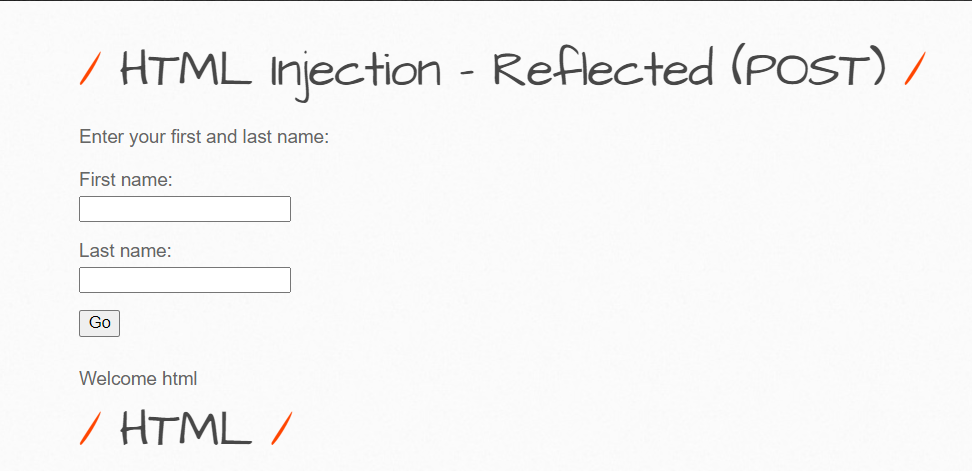 / HTML Injection - Reflected (POST) /
Enter your first and last name:
First name:
Last name:
Go
Welcome html
/ HTML /